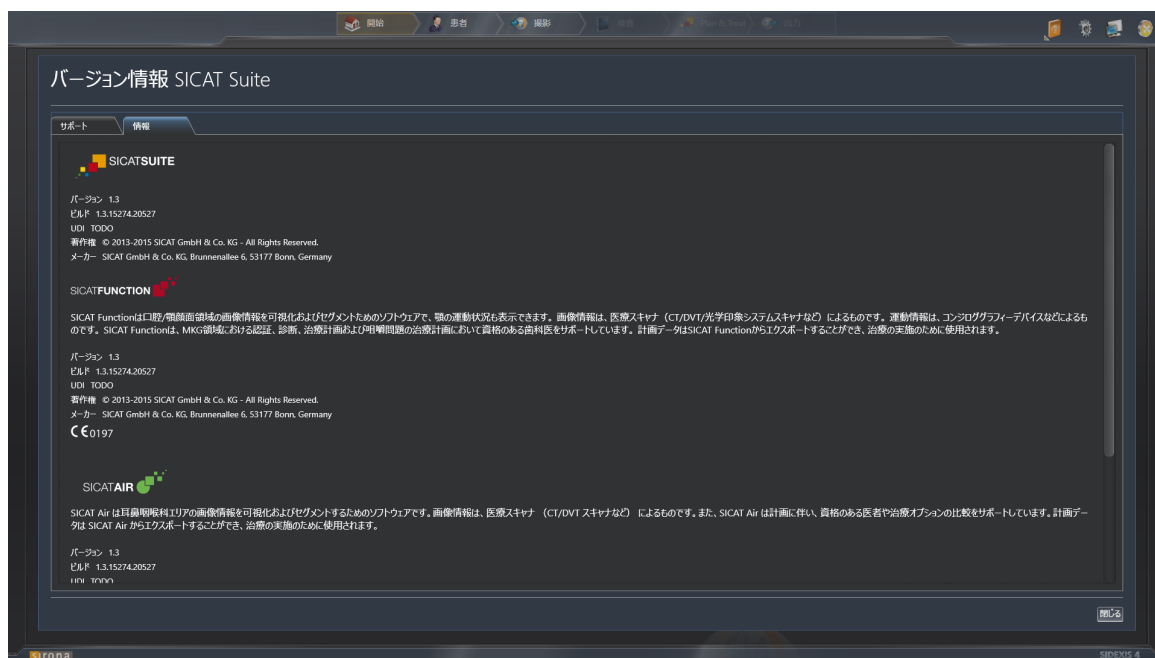 開始
患者
撮影
検査
Plan & Treat
出力
バージョン情報 SICAT Suite
サポート
情報
SICATSUITE
バージョン 1.3
ビルド 1.3.15274.20527
UDI TODO
著作権 © 2013-2015 SICAT GmbH & Co. KG - All Rights Reserved.
メーカー SICAT GmbH & Co. KG, Brunnenallee 6, 53177 Bonn, Germany
SICATFUNCTION
SICAT Functionは口腔/顎顔面領域の画像情報を可視化およびセグメントためのソフトウェアで、顎の運動状況も表示できます。画像情報は、医療スキャナ（CT/DVT/光学印象システムスキャナなど）によるものです。運動情報は、コンジログラフィーデバイスなどによるも
のです。SICAT Functionは、MKG領域における認証、診断、治療計画および咀嚼問題の治療計画において資格のある歯科医をサポートしています。計画データはSICAT Functionからエクスポートすることができ、治療の実施のために使用されます。
バージョン 1.3
ビルド 1.3.15274.20527
UDI TODO
著作権 © 2013-2015 SICAT GmbH & Co. KG - All Rights Reserved.
メーカー SICAT GmbH & Co. KG, Brunnenallee 6, 53177 Bonn, Germany
CE0197
SICATAIR
SICAT Air は耳鼻咽喉科エリアの画像情報を可視化およびセグメントするためのソフトウェアです。画像情報は、医療スキャナ （CT/DVT スキャナなど） によるものです。また、SICAT Air は計画に伴い、資格のある医者や治療オプションの比較をサポートしています。計画デー
タは SICAT Air からエクスポートすることができ、治療の実施のために使用されます。
バージョン 1.3
ビルド 1.3.15274.20527
UDI TODO
閉じる
sirona
SIDEXIS 4